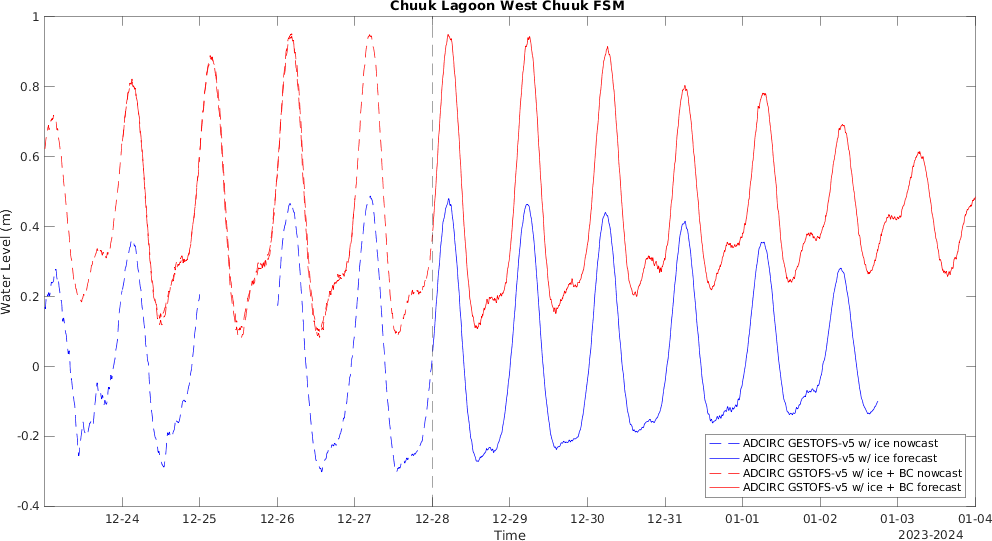 Chuuk Lagoon West Chuuk FSM
1
0.8
0.6
0.4
0.2
0
-0.2
-0.4
Water Level (m)
12-24 12-25 12-26 12-27 12-28 12-29 12-30 12-31 01-01 01-02 01-03 01-04
Time
2023-2024
ADCIRC GESTOFS-v5 w/ ice nowcast
ADCIRC GESTOFS-v5 w/ ice forecast
ADCIRC GSTOFS-v5 w/ ice + BC nowcast
ADCIRC GSTOFS-v5 w/ ice + BC forecast